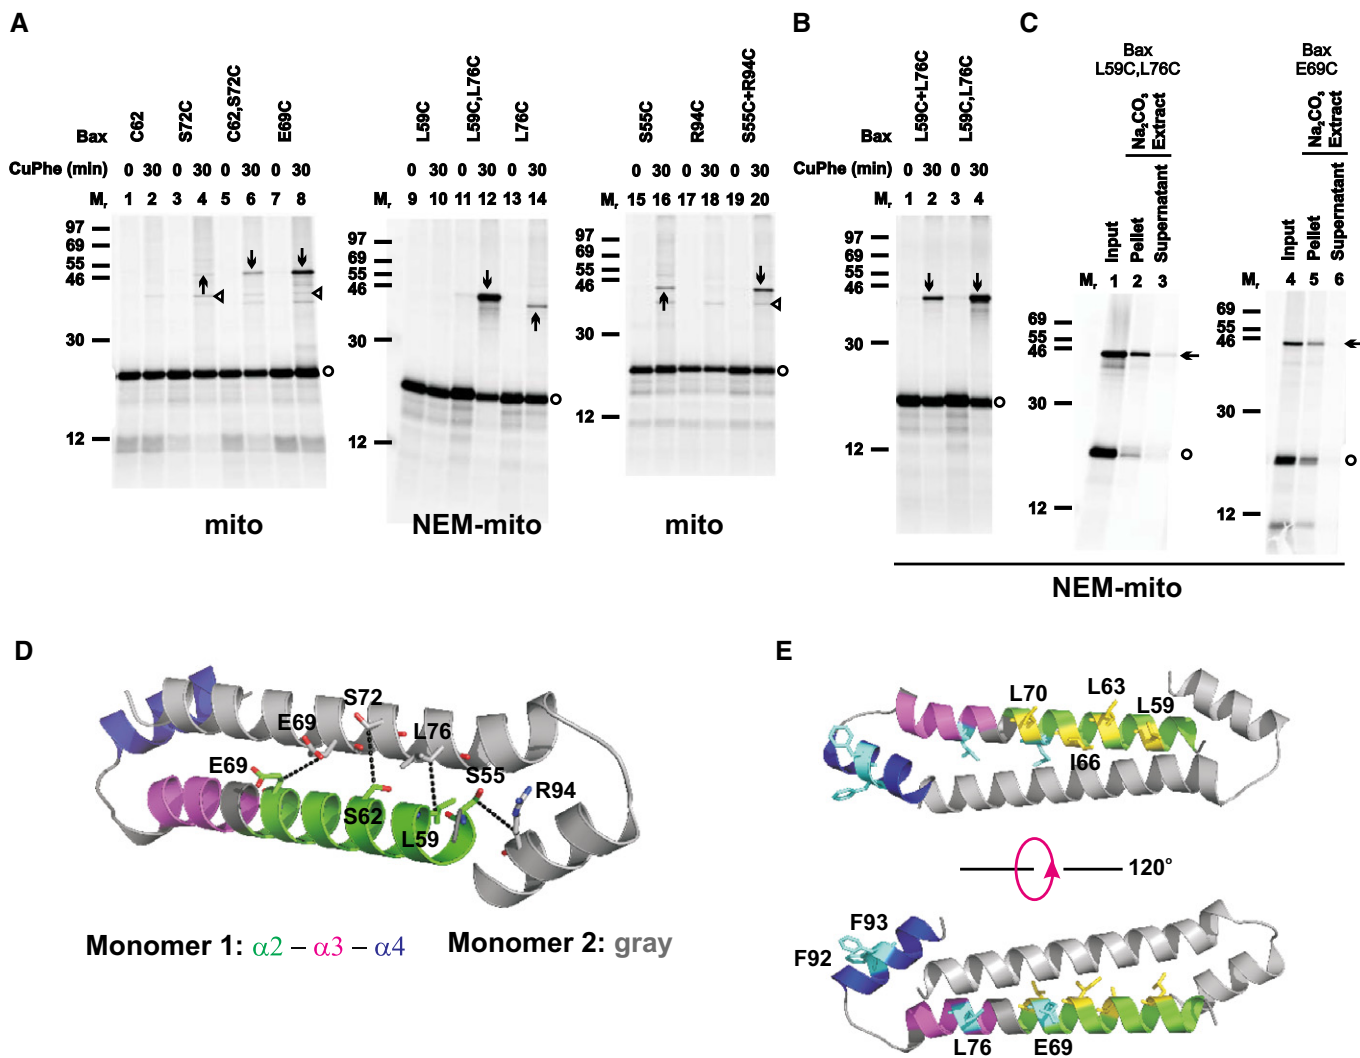 A
B
C
Bax
C62
S72C
C62,S72C
E69C
L59C
L59C,L76C
L76C
S55C
R94C
S55C+R94C
CuPhe (min)
0 30 0 30 0 30 0 30
0 30 0 30 0 30
0 30 0 30 0 30
Mr 1 2 3 4 5 6 7 8
Mr 9 10 11 12 13 14
Mr 15 16 17 18 19 20
97
69
55
46
30
12
97
69
55
46
30
12
97
69
55
46
30
12
mito
NEM-mito
mito
Bax
L59C+L76C
L59C,L76C
CuPhe (min)
0 30 0 30
Mr 1 2 3 4
97
69
55
46
30
12
Bax
L59C,L76C
Na2CO3
Extract
Input
Pellet
Supernatant
Mr 1 2 3
69
55
46
30
12
Bax
E69C
Na2CO3
Extract
Input
Pellet
Supernatant
Mr 4 5 6
69
55
46
30
12
NEM-mito
D
S72
E69
L76
E69
S55
R94
S62
L59
Monomer 1: α2 – α3 – α4
Monomer 2: gray
E
L70
L63
L59
I66
120°
F93
F92
L76
E69